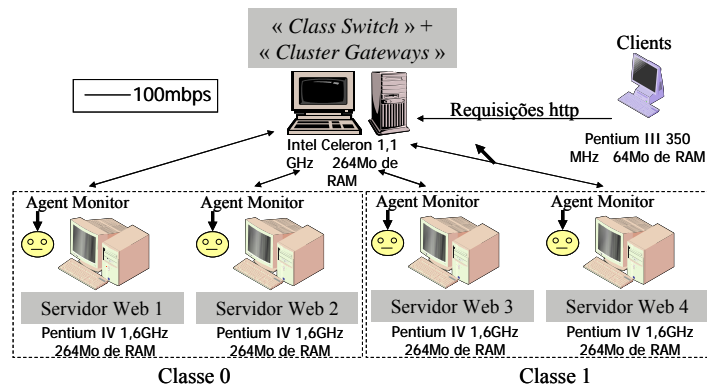 « Class Switch » +
« Cluster Gateways »
Clients
100mbps
Requisições http
Intel Celeron 1,1
GHz 264Mo de
RAM
Pentium III 350
MHz 64Mo de RAM
Agent Monitor
Agent Monitor
Agent Monitor
Agent Monitor
Servidor Web 1
Servidor Web 2
Servidor Web 3
Servidor Web 4
Pentium IV 1,6GHz
264Mo de RAM
Pentium IV 1,6GHz
264Mo de RAM
Pentium IV 1,6GHz
264Mo de RAM
Pentium IV 1,6GHz
264Mo de RAM
Classe 0
Classe 1